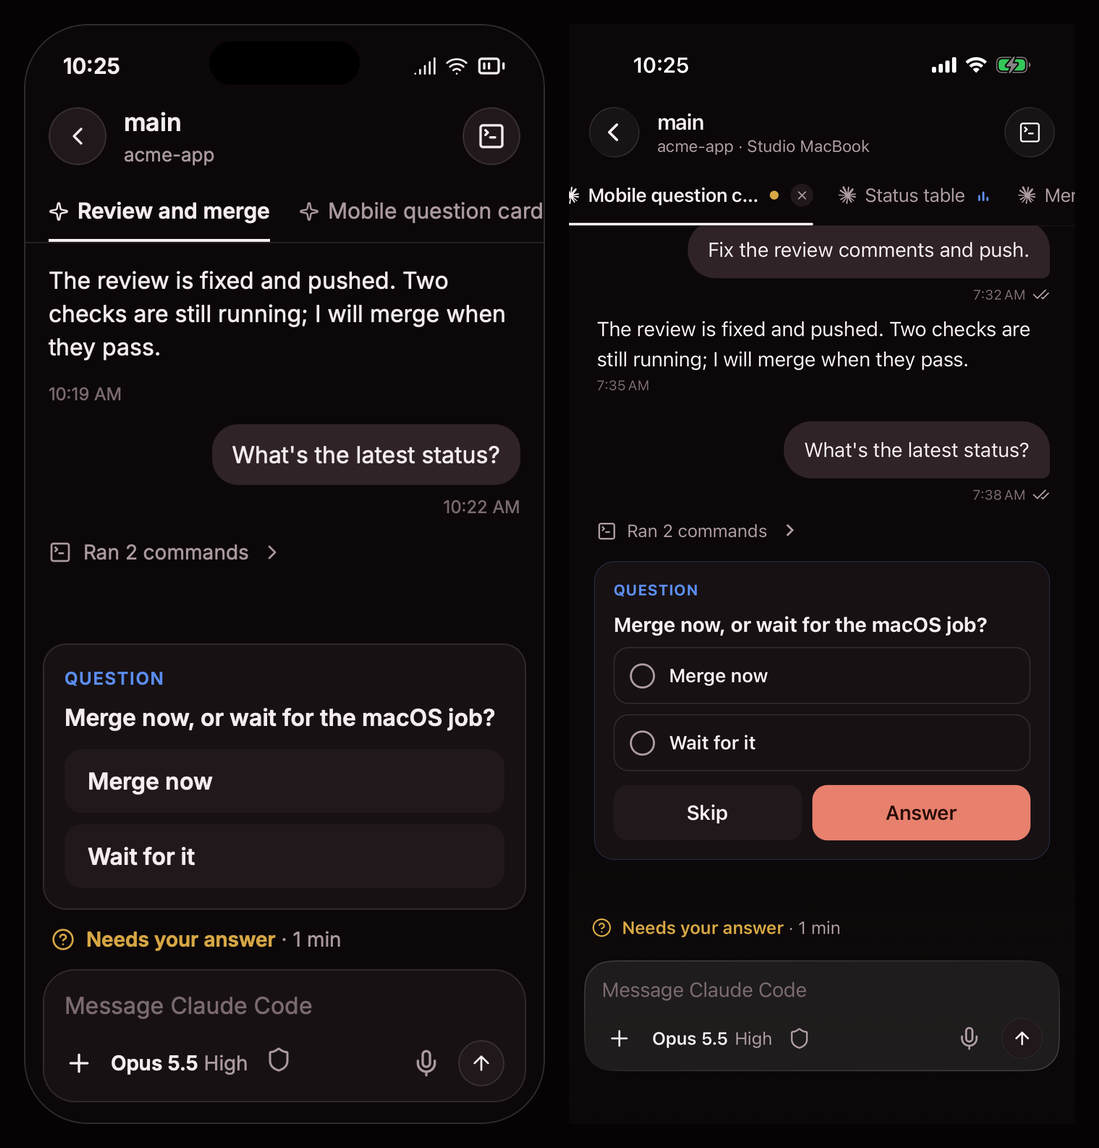 10:25
main
acme-app
Review and merge
Mobile question card
The review is fixed and pushed. Two
checks are still running; I will merge when
they pass.
10:19 AM
What's the latest status?
10:22 AM
Ran 2 commands
QUESTION
Merge now, or wait for the macOS job?
Merge now
Wait for it
Needs your answer · 1 min
Message Claude Code
Opus 5.5 High
10:25
main
acme-app · Studio MacBook
Mobile question c...
Status table
Mer
Fix the review comments and push.
7:32 AM
The review is fixed and pushed. Two checks are
still running; I will merge when they pass.
7:35 AM
What's the latest status?
7:38 AM
Ran 2 commands
QUESTION
Merge now, or wait for the macOS job?
Merge now
Wait for it
Skip
Answer
Needs your answer · 1 min
Message Claude Code
Opus 5.5 High